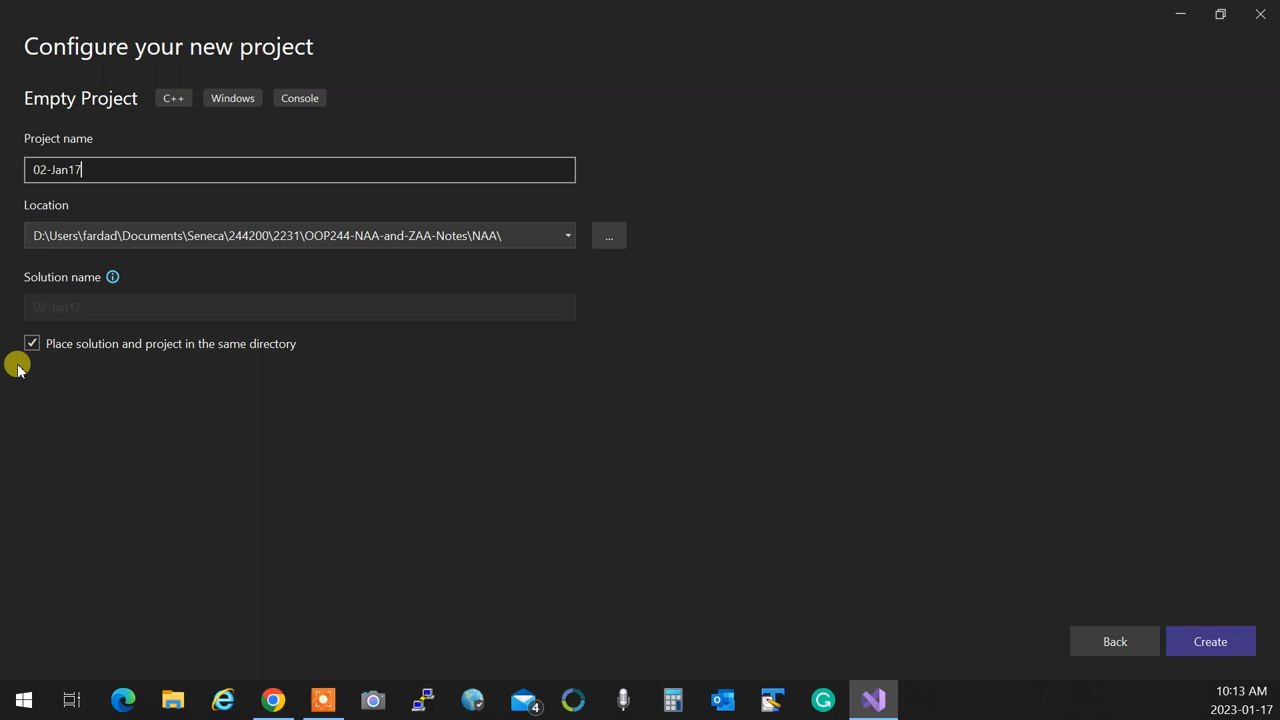 Configure your new project
Empty Project C++ Windows Console
Project name
02-Jan17
Location
D:\Users\fardad\Documents\Seneca\244200\2231\OOP244-NAA-and-ZAA-Notes\NAA\
...
Solution name
02-Jan17
Place solution and project in the same directory
Back Create
4
10:13 AM
2023-01-17